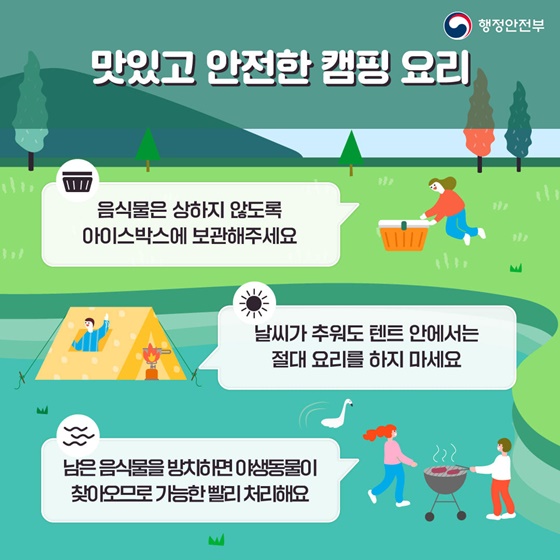 행정안전부
맛있고 안전한 캠핑 요리
음식물은 상하지 않도록
아이스박스에 보관해주세요
날씨가 추워도 텐트 안에서는
절대 요리를 하지 마세요
남은 음식물을 방치하면 야생동물이
찾아오므로 가능한 빨리 처리해요